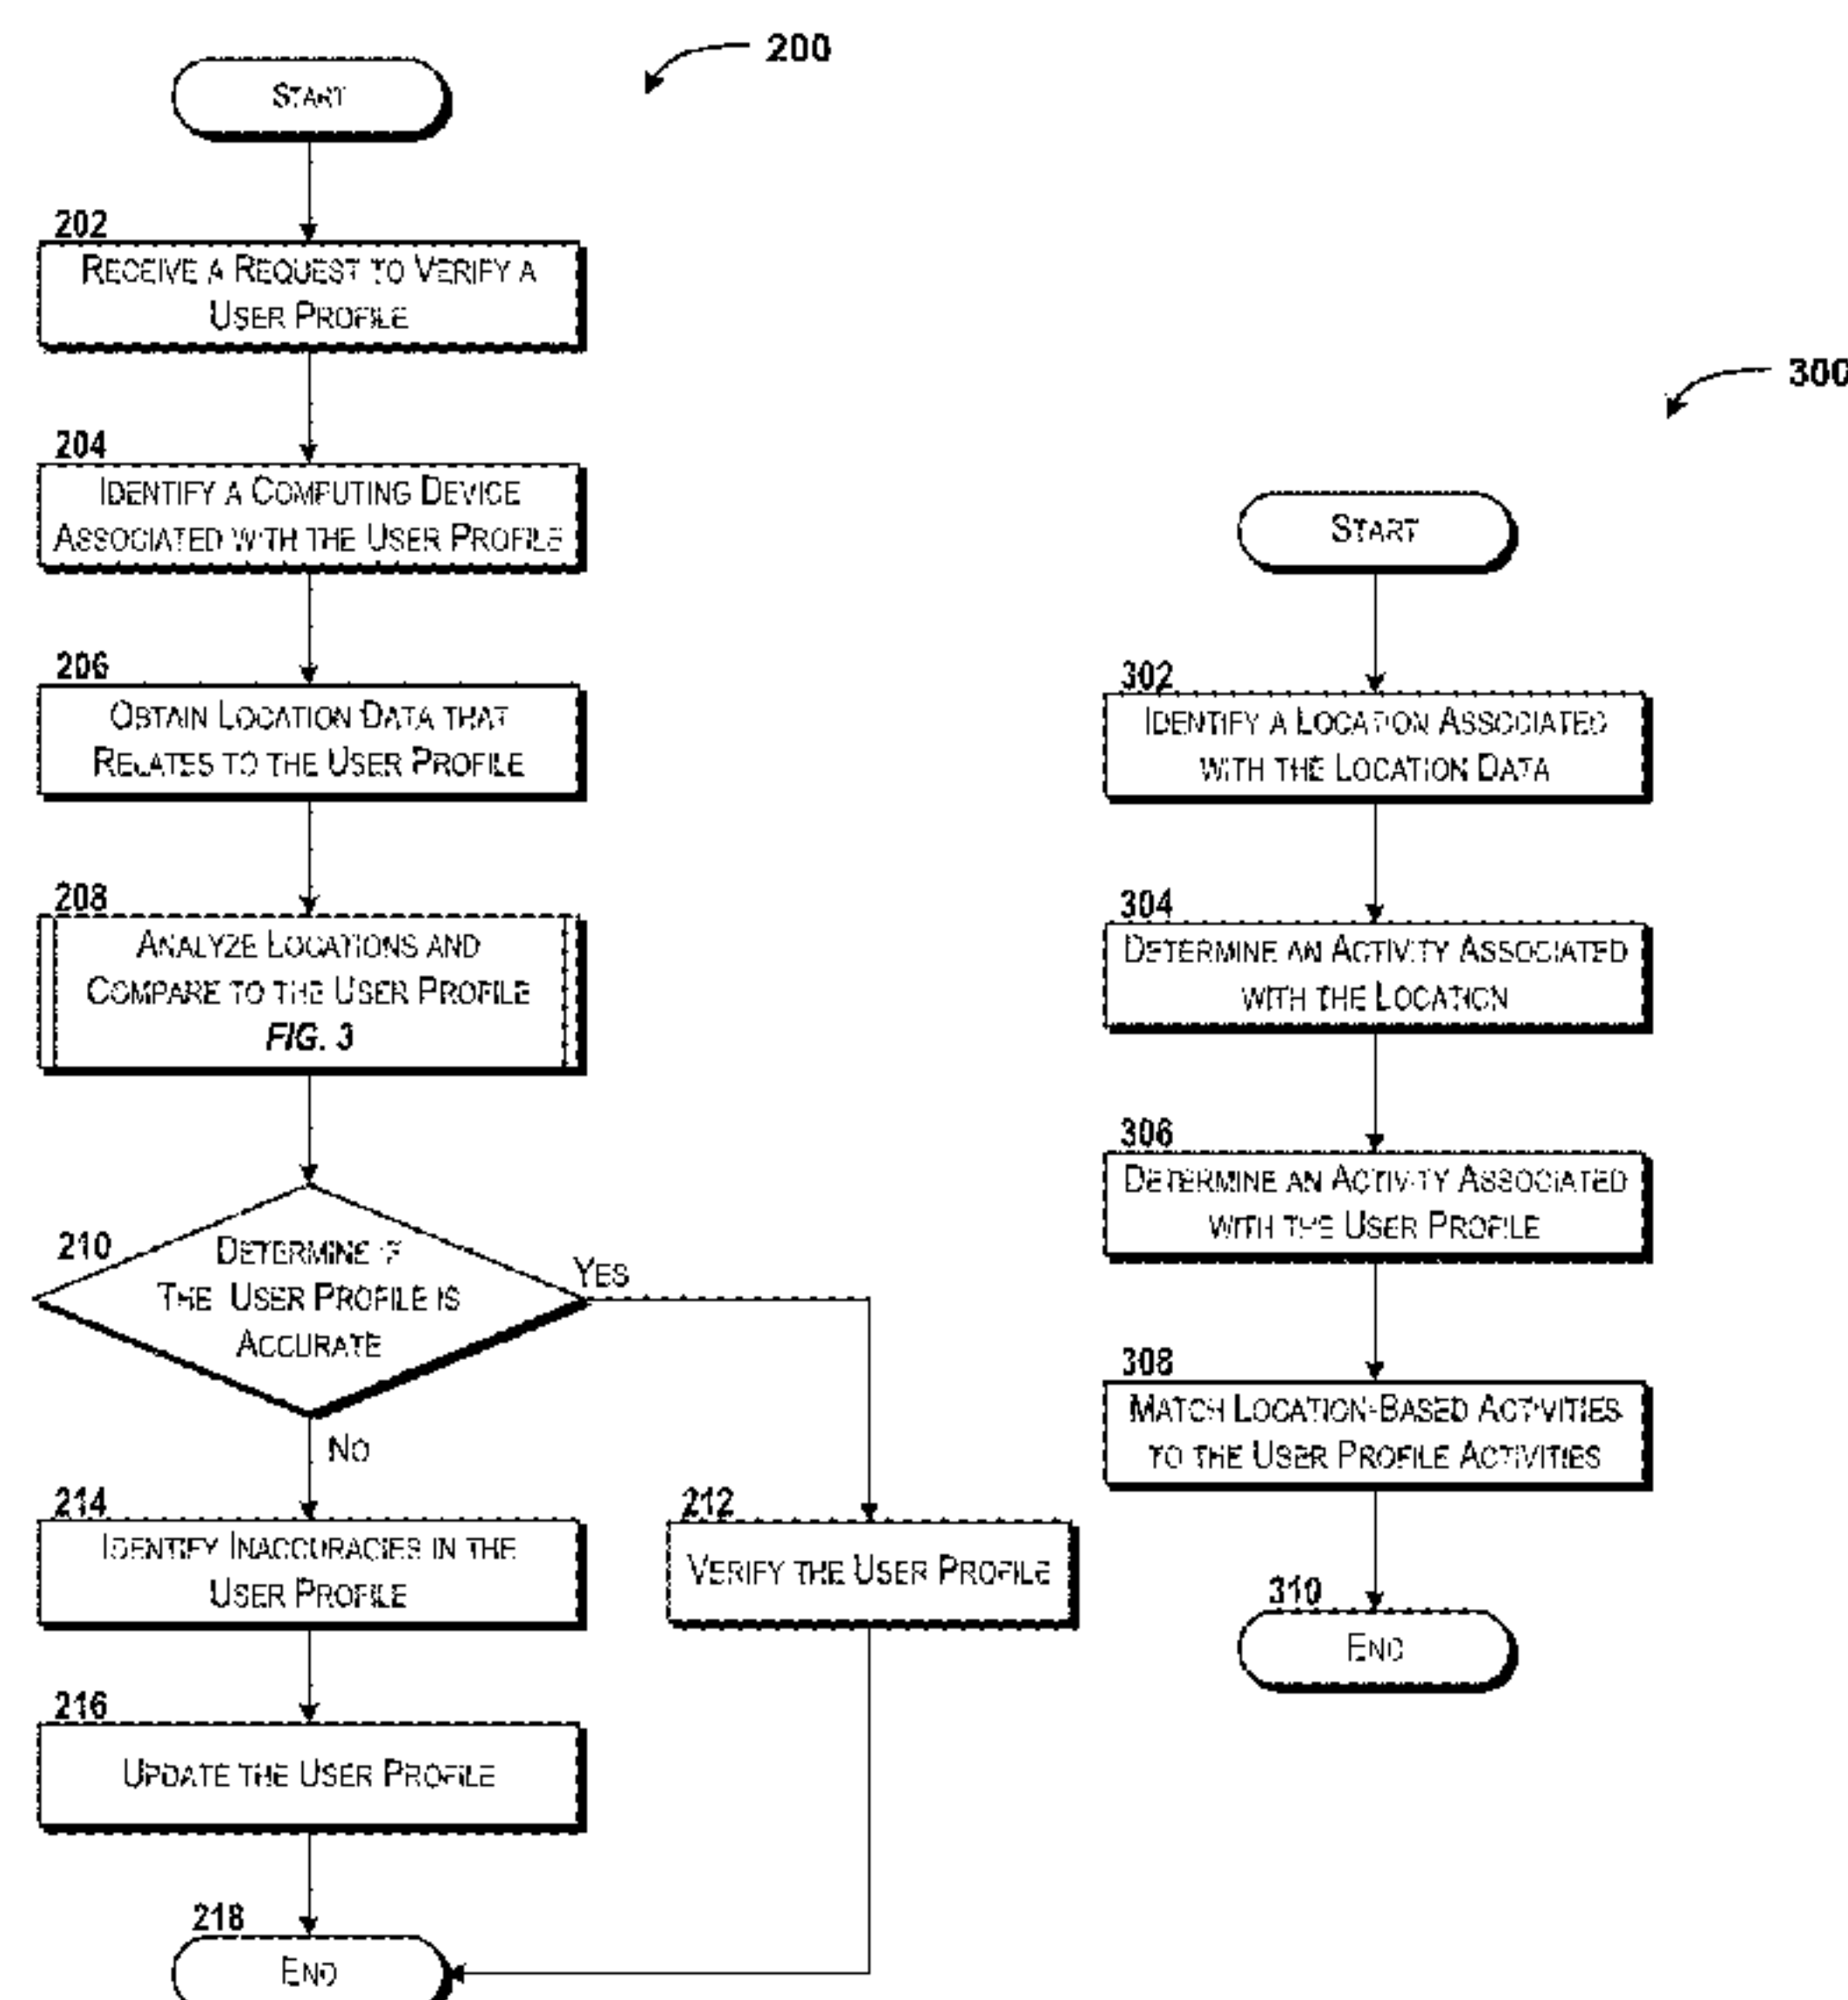 200
START
202
RECEIVE A REQUEST TO VERIFY A
USER PROFILE
204
IDENTIFY A COMPUTING DEVICE
ASSOCIATED WITH THE USER PROFILE
206
OBTAIN LOCATION DATA THAT
RELATES TO THE USER PROFILE
208
ANALYZE LOCATIONS AND
COMPARE TO THE USER PROFILE
FIG. 3
210
DETERMINE IF
THE USER PROFILE IS
ACCURATE
YES
NO
214
IDENTIFY INACCURACIES IN THE
USER PROFILE
212
VERIFY THE USER PROFILE
216
UPDATE THE USER PROFILE
218
END
300
START
302
IDENTIFY A LOCATION ASSOCIATED
WITH THE LOCATION DATA
304
DETERMINE AN ACTIVITY ASSOCIATED
WITH THE LOCATION
306
DETERMINE AN ACTIVITY ASSOCIATED
WITH THE USER PROFILE
308
MATCH LOCATION-BASED ACTIVITIES
TO THE USER PROFILE ACTIVITIES
310
END